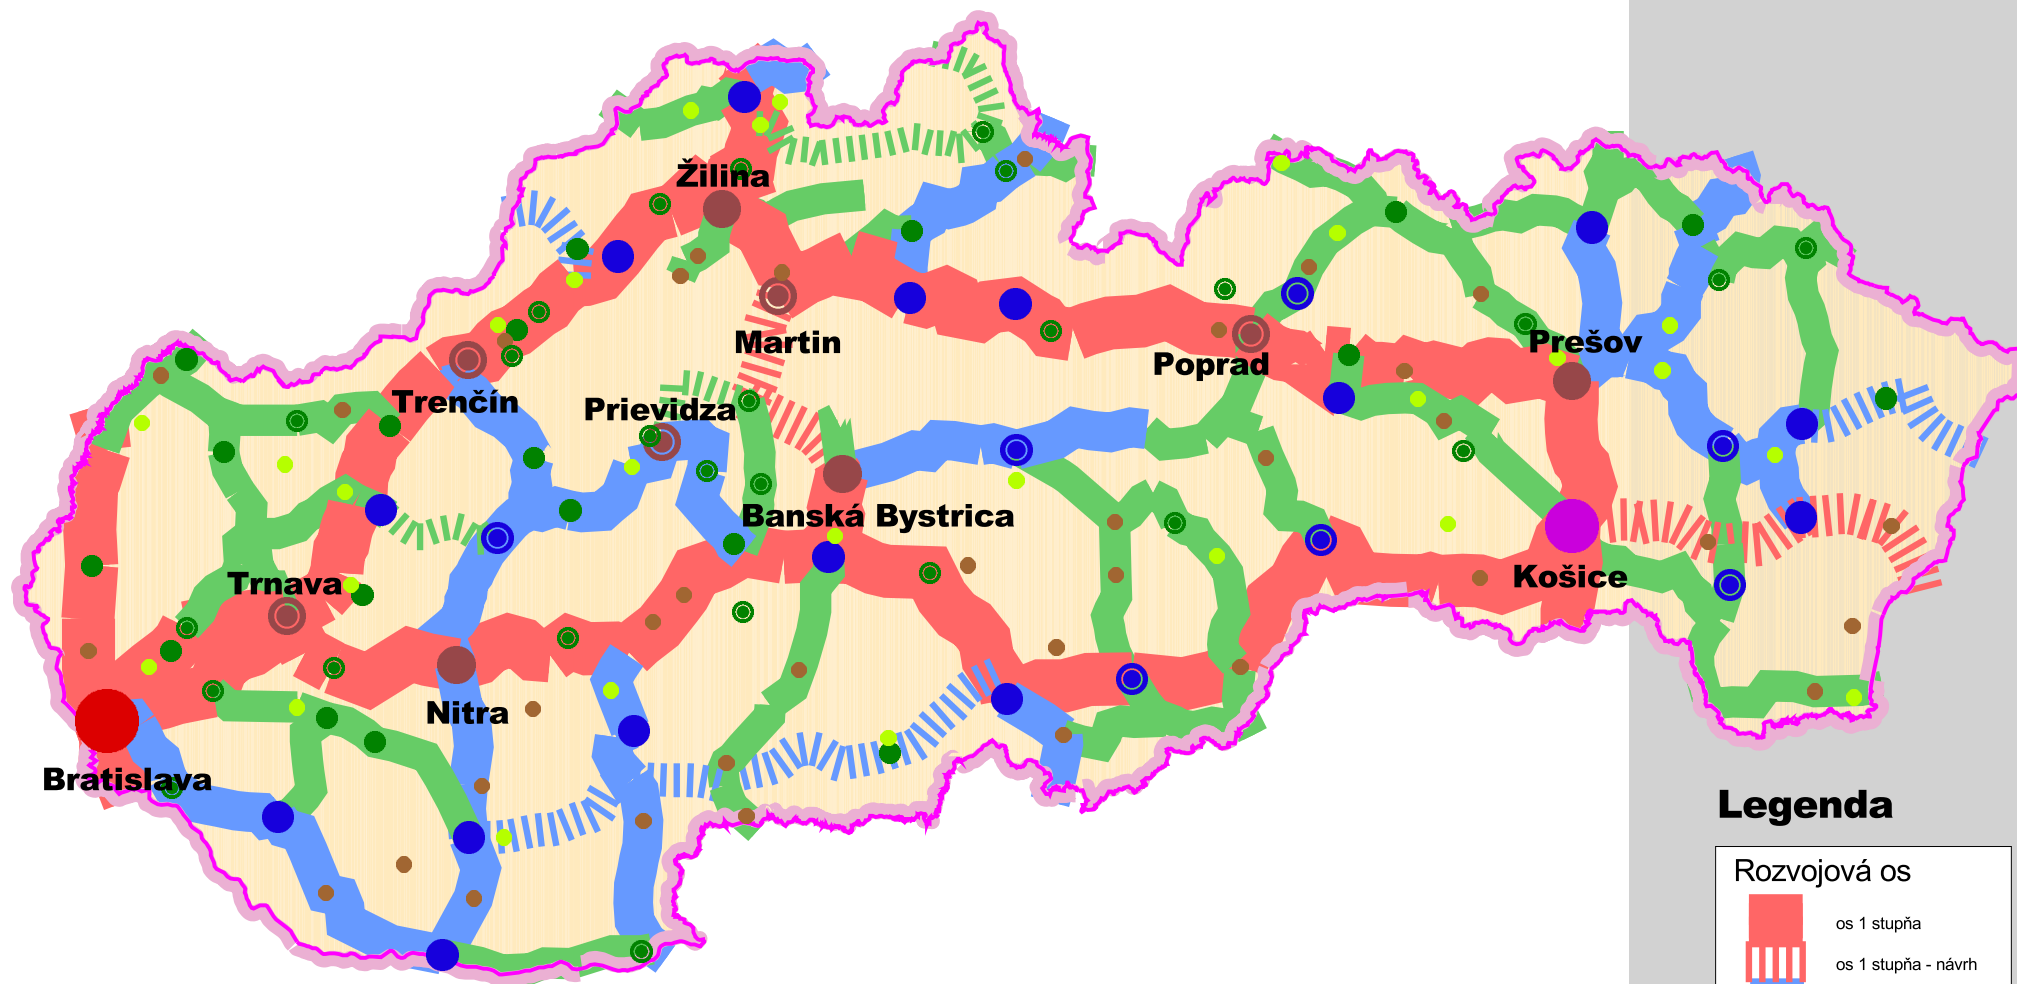 Žilina
Martin
Poprad
Prešov
Trenčín
Prievidza
Banská Bystrica
Trnava
Košice
Nitra
Bratislava
Legenda
Rozvojová os
os 1 stupňa
os 1 stupňa - návrh